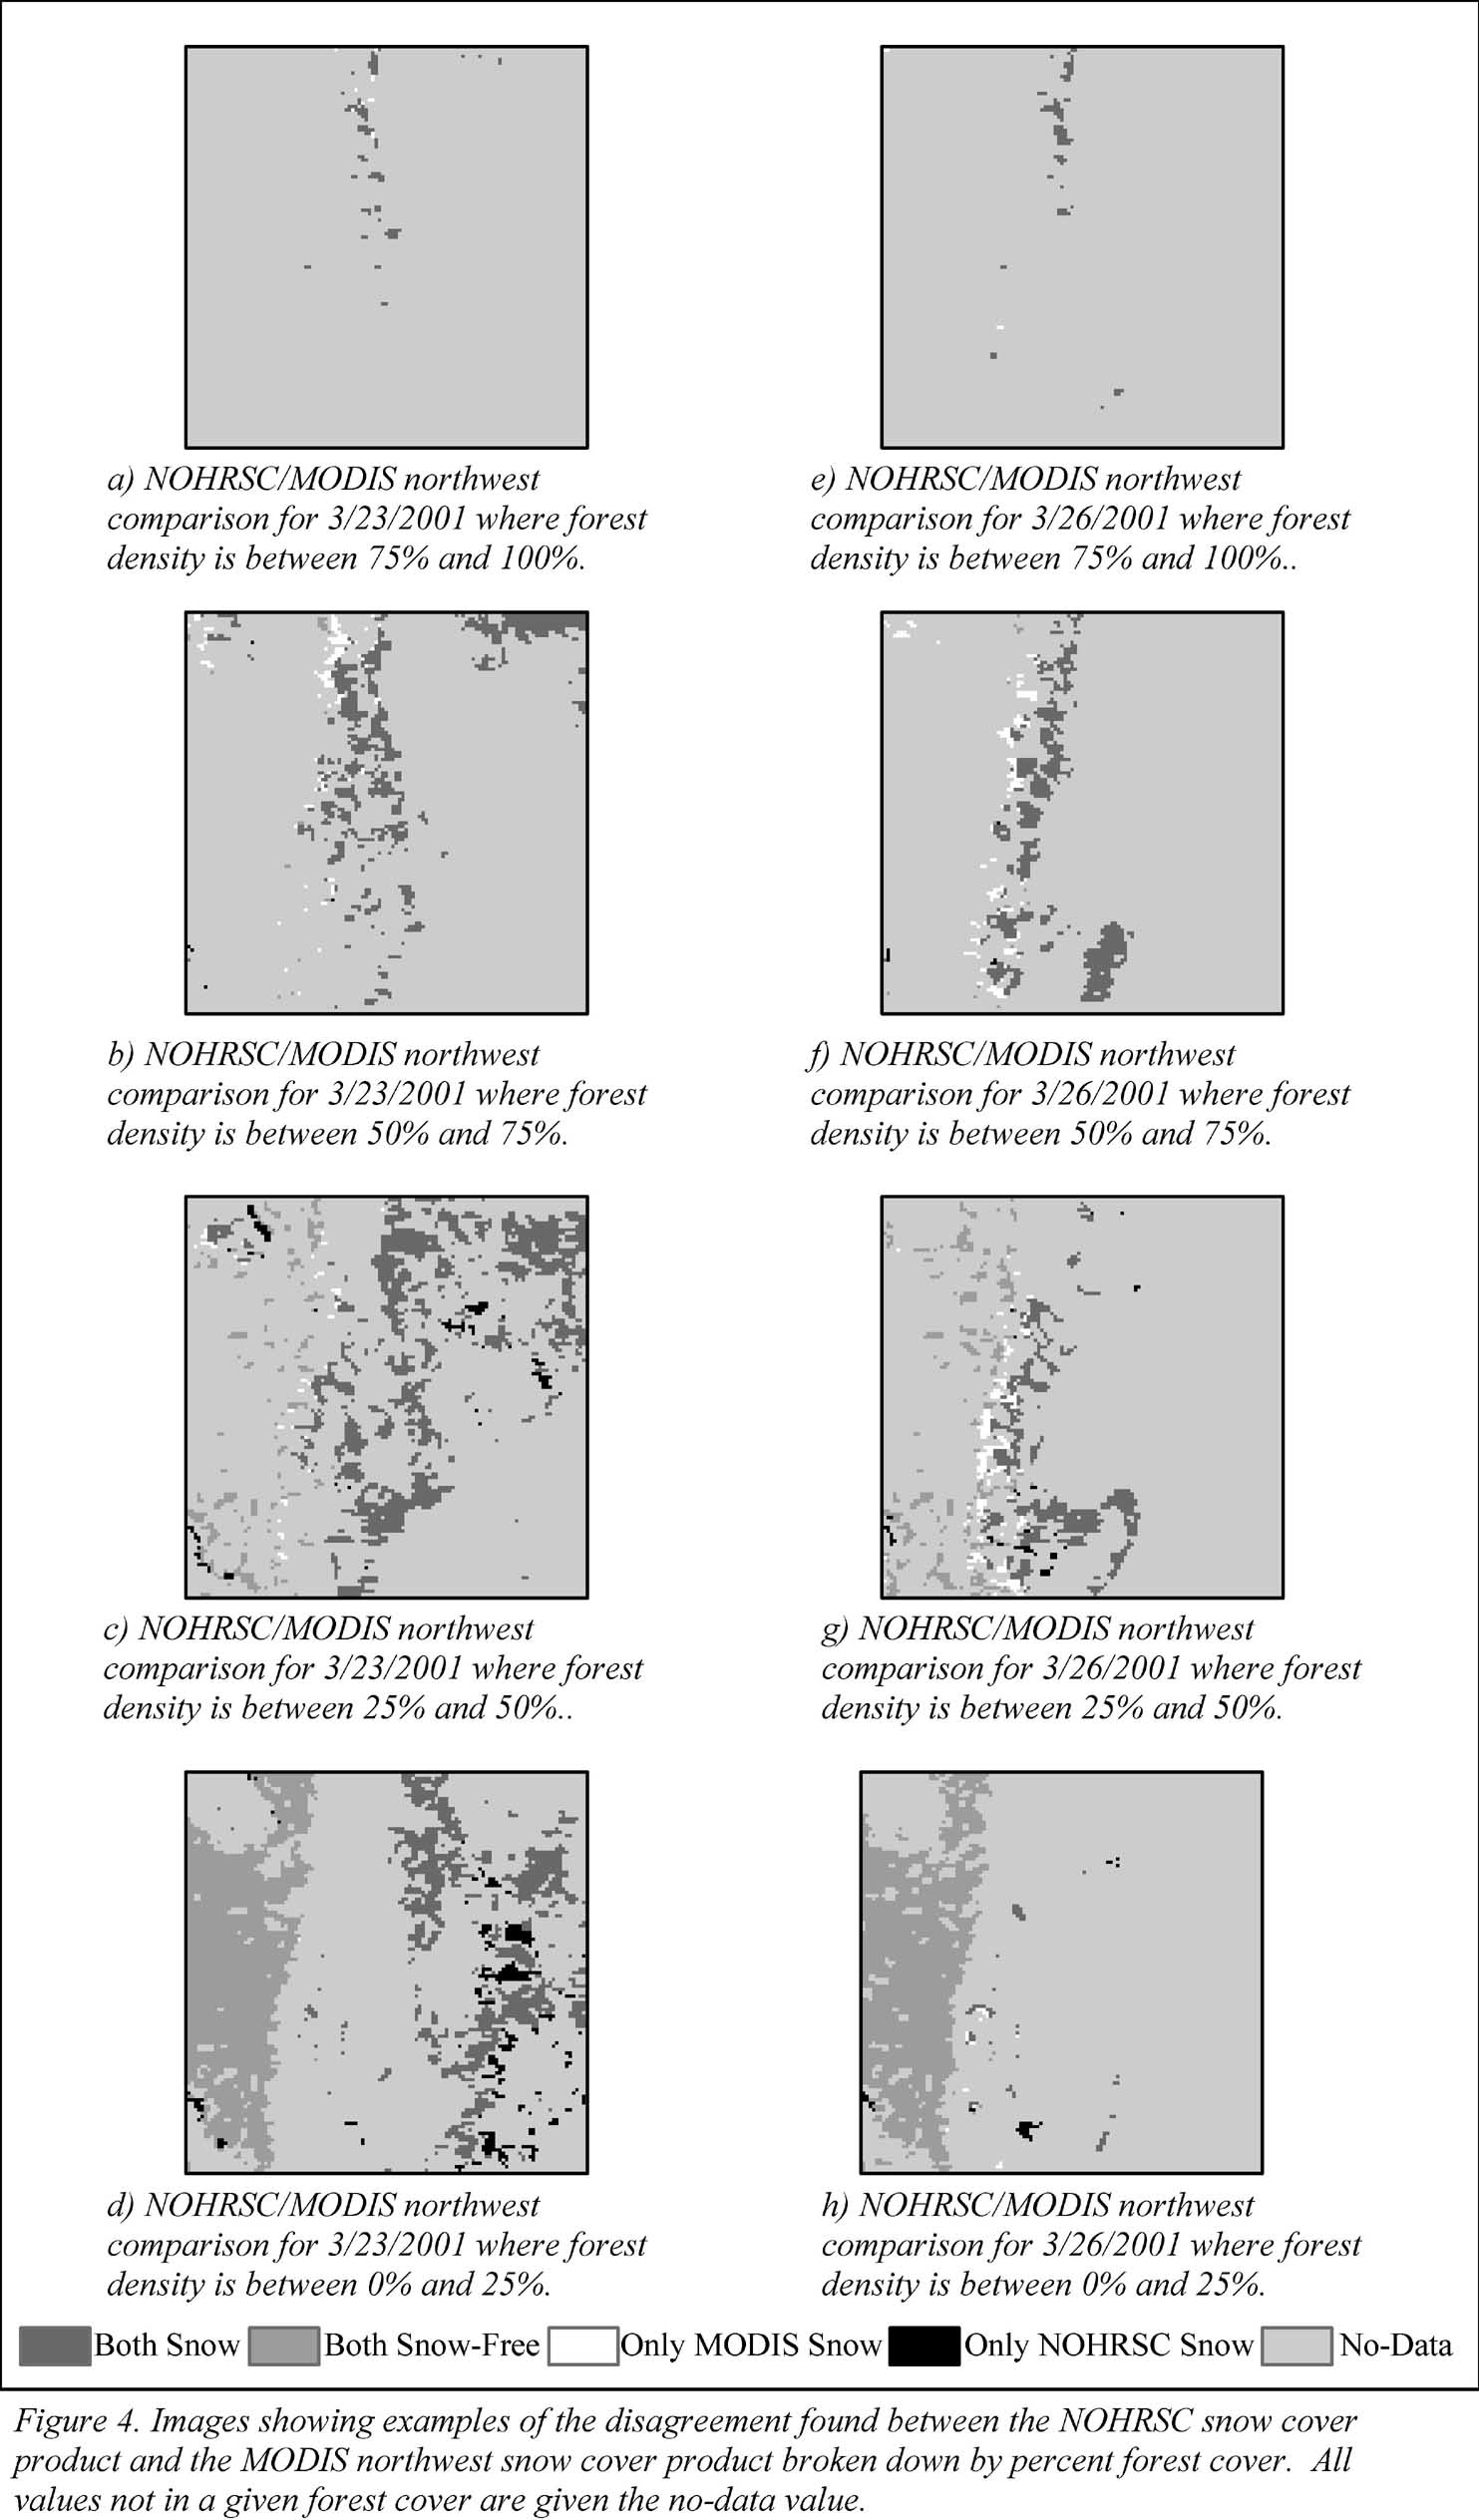 a) NOHRSC/MODIS northwest
comparison for 3/23/2001 where forest
density is between 75% and 100%.
e) NOHRSC/MODIS northwest
comparison for 3/26/2001 where forest
density is between 75% and 100%..
b) NOHRSC/MODIS northwest
comparison for 3/23/2001 where forest
density is between 50% and 75%.
f) NOHRSC/MODIS northwest
comparison for 3/26/2001 where forest
density is between 50% and 75%.
c) NOHRSC/MODIS northwest
comparison for 3/23/2001 where forest
density is between 25% and 50%..
g) NOHRSC/MODIS northwest
comparison for 3/26/2001 where forest
density is between 25% and 50%.
d) NOHRSC/MODIS northwest
comparison for 3/23/2001 where forest
density is between 0% and 25%.
h) NOHRSC/MODIS northwest
comparison for 3/26/2001 where forest
density is between 0% and 25%.
Both Snow Both Snow-Free Only MODIS Snow Only NOHRSC Snow No-Data
Figure 4. Images showing examples of the disagreement found between the NOHRSC snow cover
product and the MODIS northwest snow cover product broken down by percent forest cover. All
values not in a given forest cover are given the no-data value.